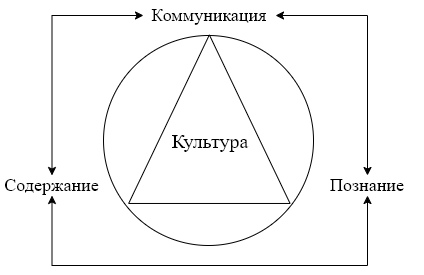 Коммуникация
Культура
Содержание
Познание